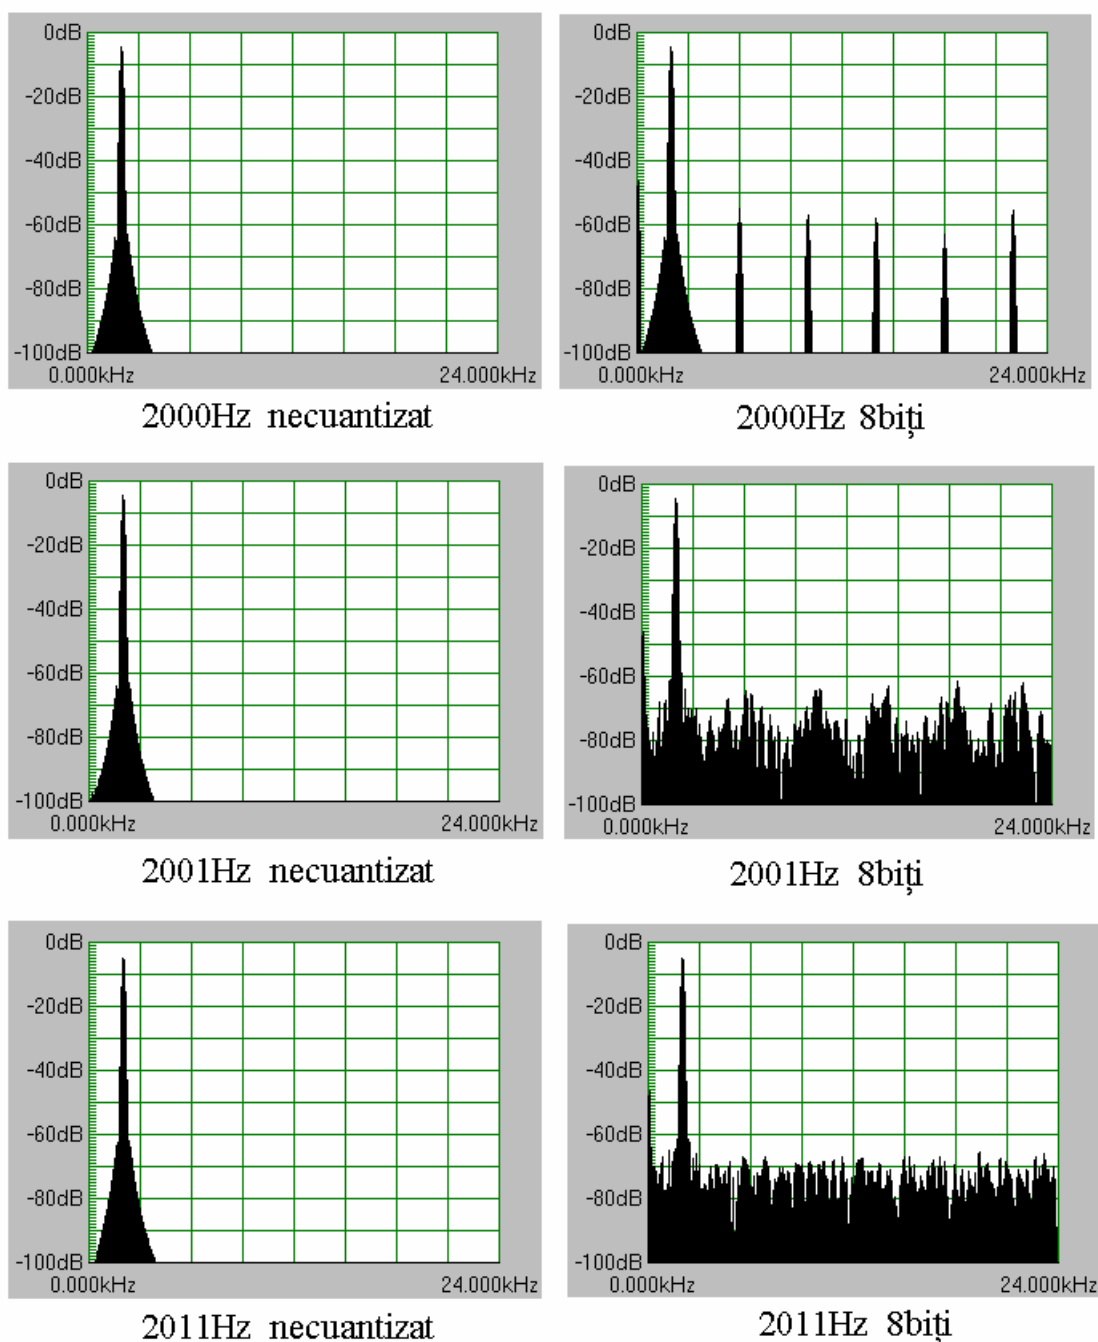 0dB
-20dB
-40dB
-60dB
-80dB
-100dB
0.000kHz 24.000kHz
2000Hz necuantizat
0dB
-20dB
-40dB
-60dB
-80dB
-100dB
0.000kHz 24.000kHz
2000Hz 8biți
0dB
-20dB
-40dB
-60dB
-80dB
-100dB
0.000kHz 24.000kHz
2001Hz necuantizat
0dB
-20dB
-40dB
-60dB
-80dB
-100dB
0.000kHz 24.000kHz
2001Hz 8biți
0dB
-20dB
-40dB
-60dB
-80dB
-100dB
0.000kHz 24.000kHz
2011Hz necuantizat
0dB
-20dB
-40dB
-60dB
-80dB
-100dB
0.000kHz 24.000kHz
2011Hz 8biți